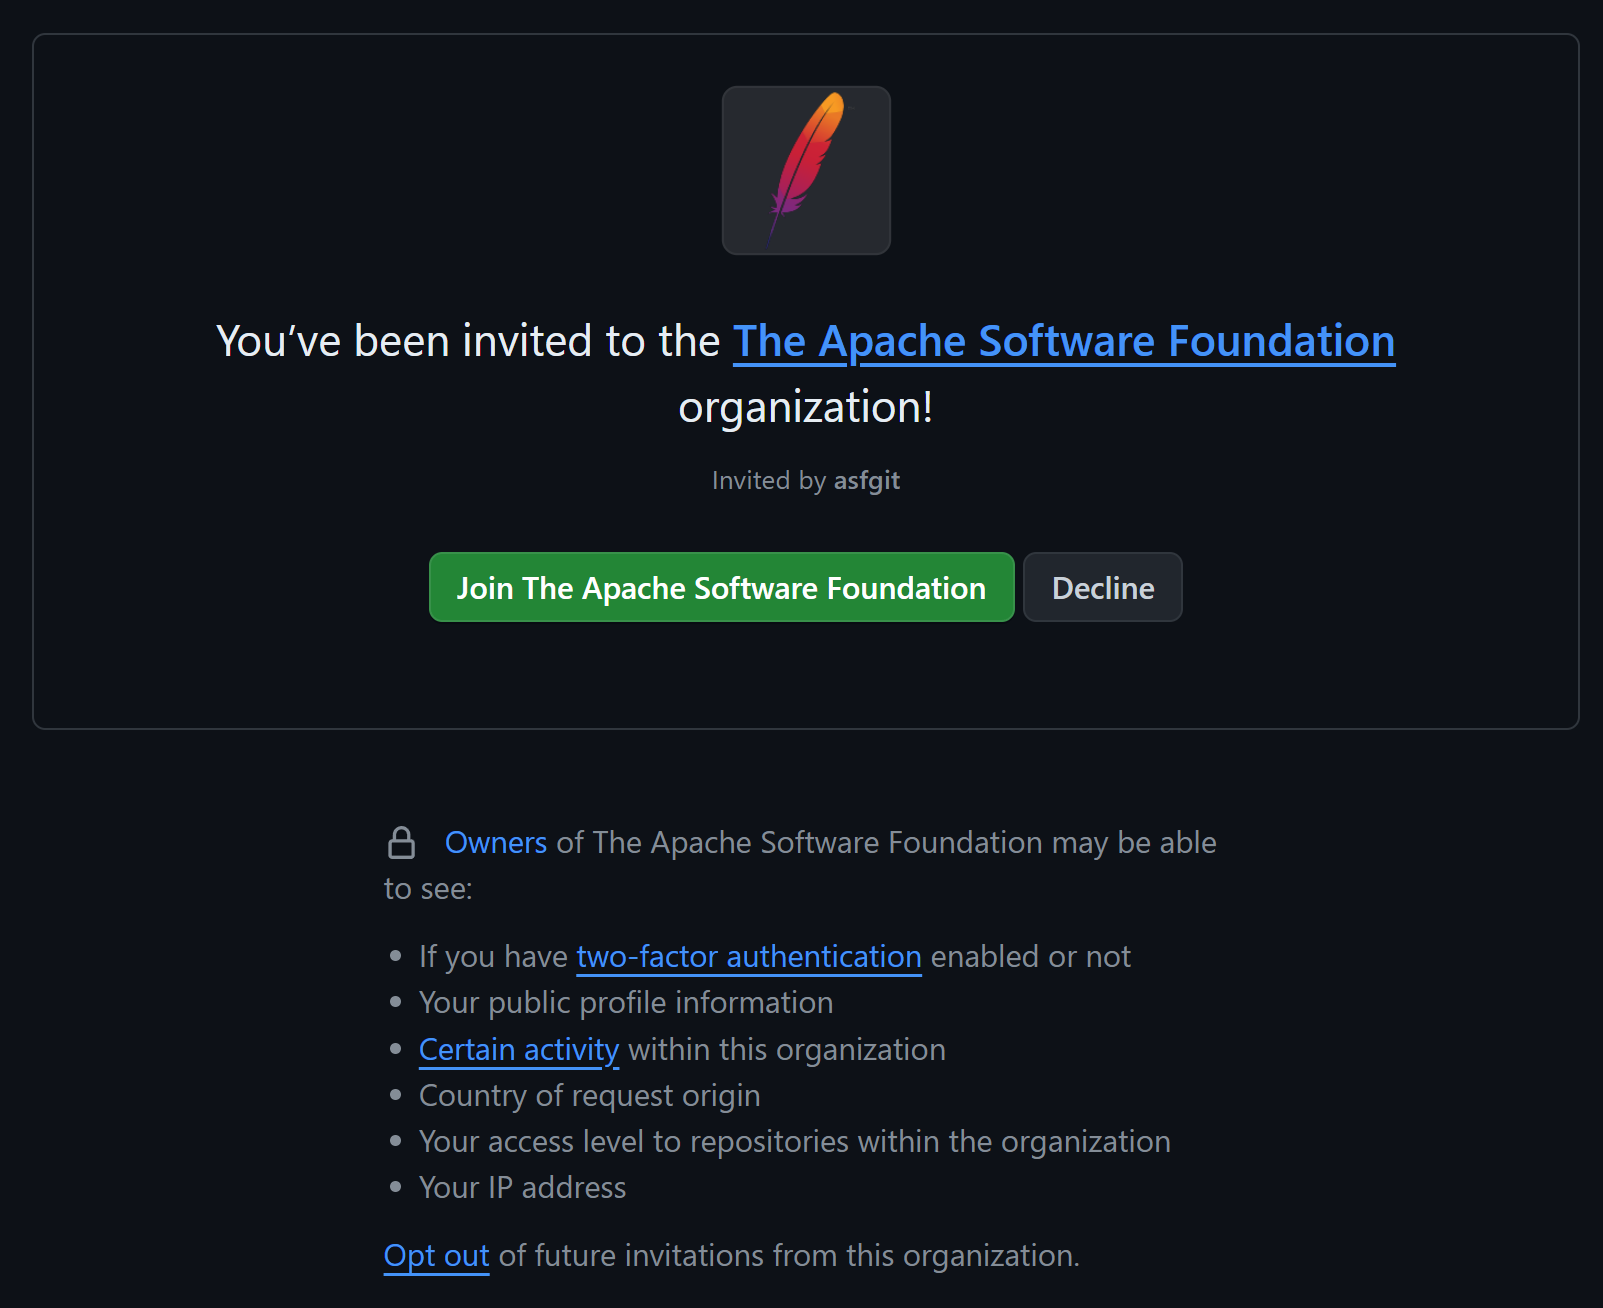 You’ve been invited to the The Apache Software Foundation
organization!
Invited by asfgit
Join The Apache Software Foundation
Decline
Owners of The Apache Software Foundation may be able
to see:
If you have two-factor authentication enabled or not
Your public profile information
Certain activity within this organization
Country of request origin
Your access level to repositories within the organization
Your IP address
Opt out of future invitations from this organization.